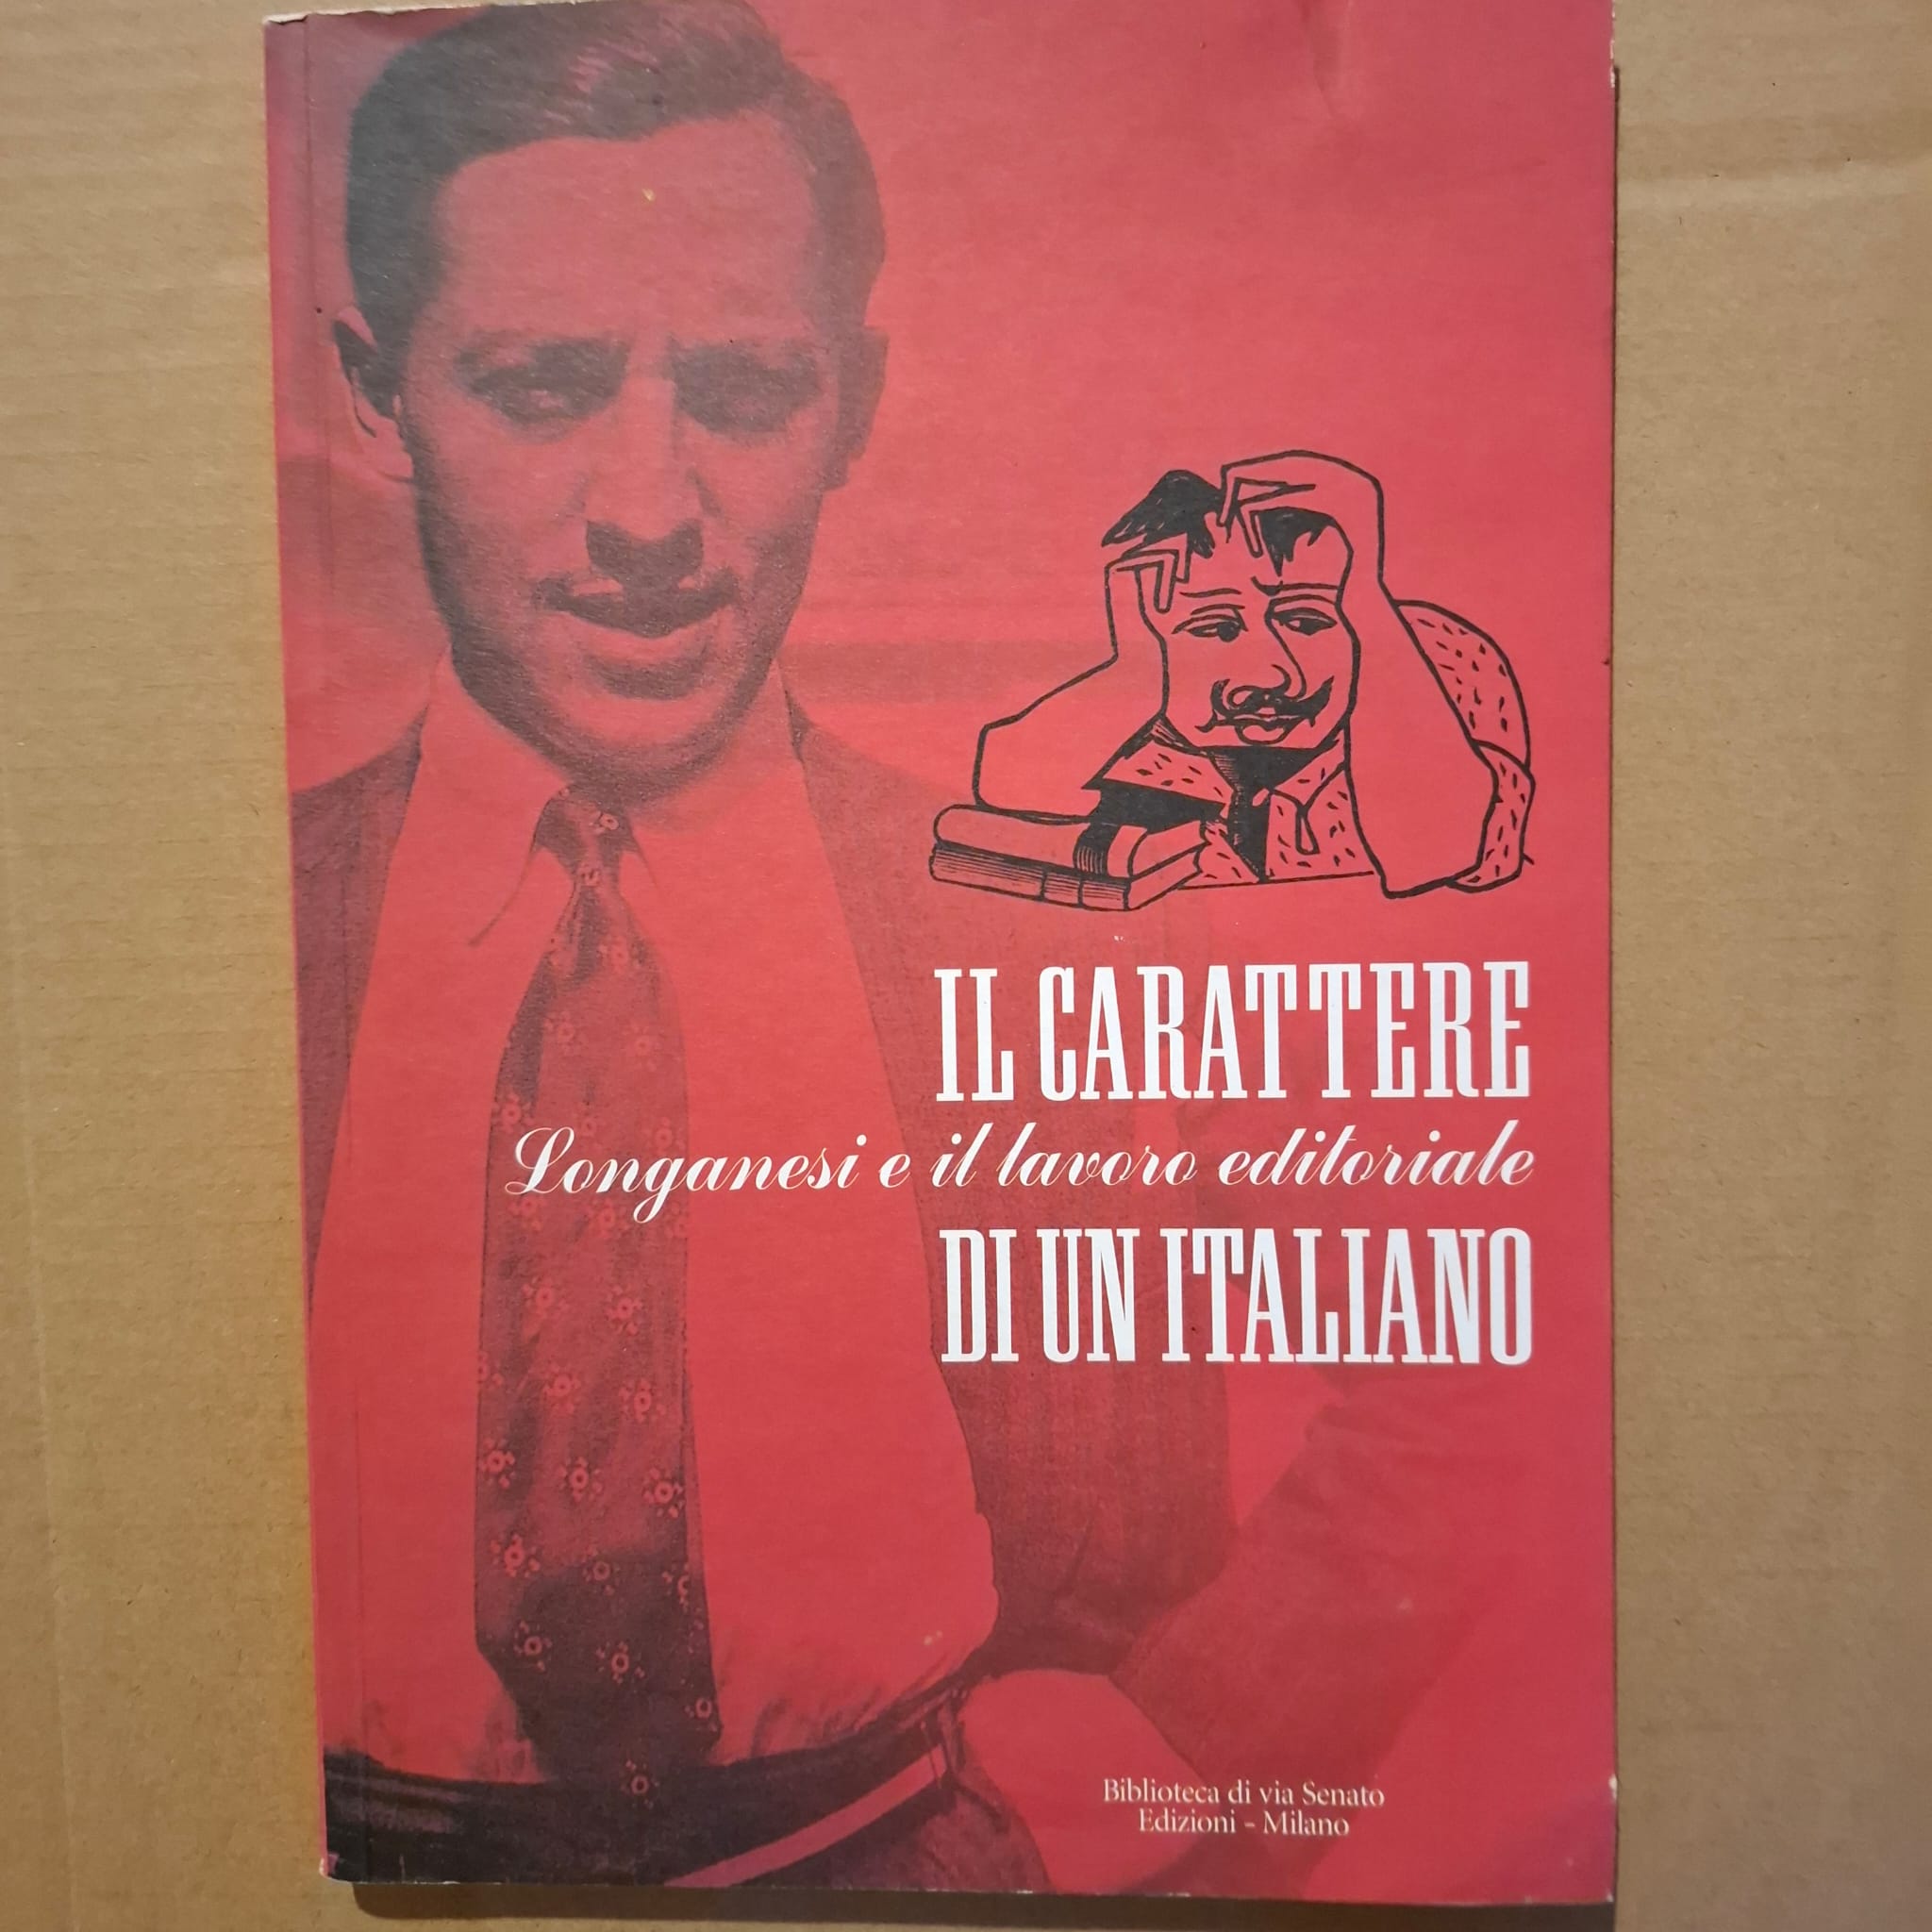 IL CARATTERE
Longanesi e il lavoro editoriale
DI UN ITALIANO
Biblioteca di via Senato
Edizioni - Milano